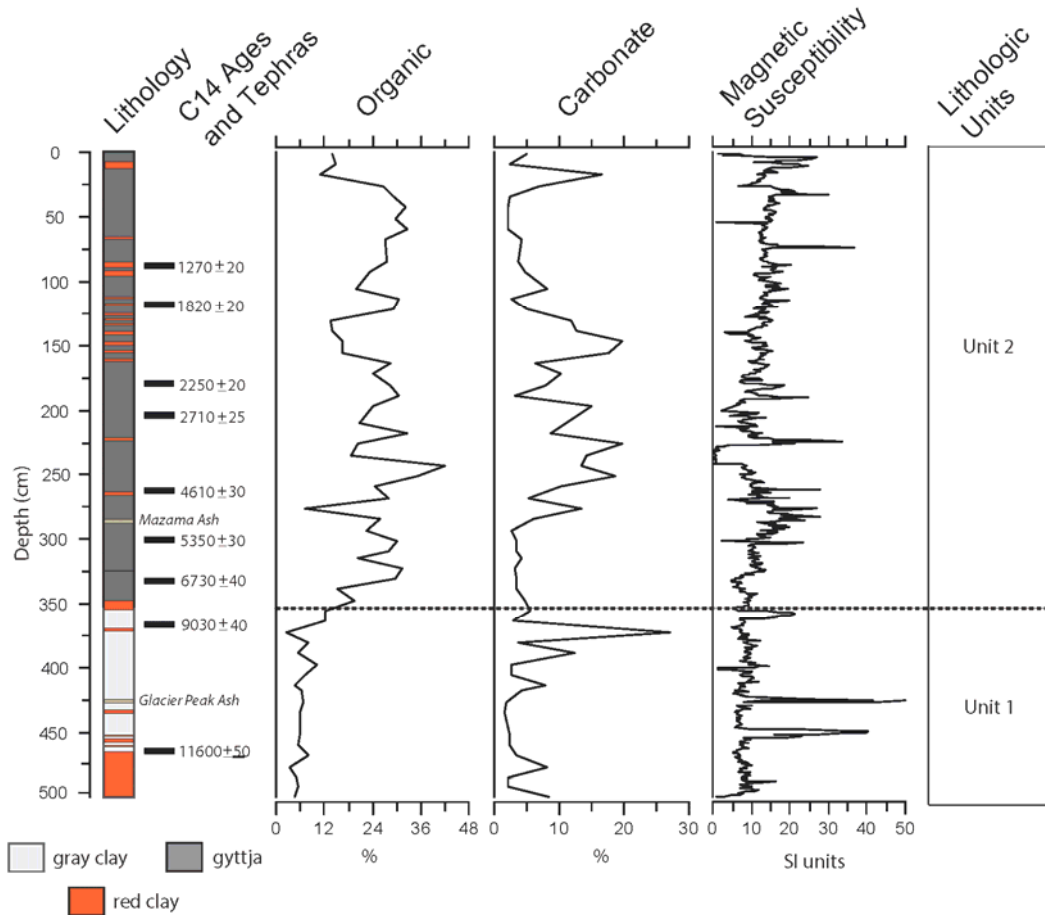 Lithology
C14 Ages
and Tephras
Organic
Carbonate
Magnetic
Susceptibility
Lithologic
Units
Depth (cm)
0
50
100
150
200
250
300
350
400
450
500
1270±20
1820±20
2250±20
2710±25
4610±30
Mazama Ash
5350±30
6730±40
9030±40
Glacier Peak Ash
11600±50
Unit 2
Unit 1
0 12 24 36 48
%
0 10 20 30
%
0 10 20 30 40 50
SI units
gray clay
gyttja
red clay